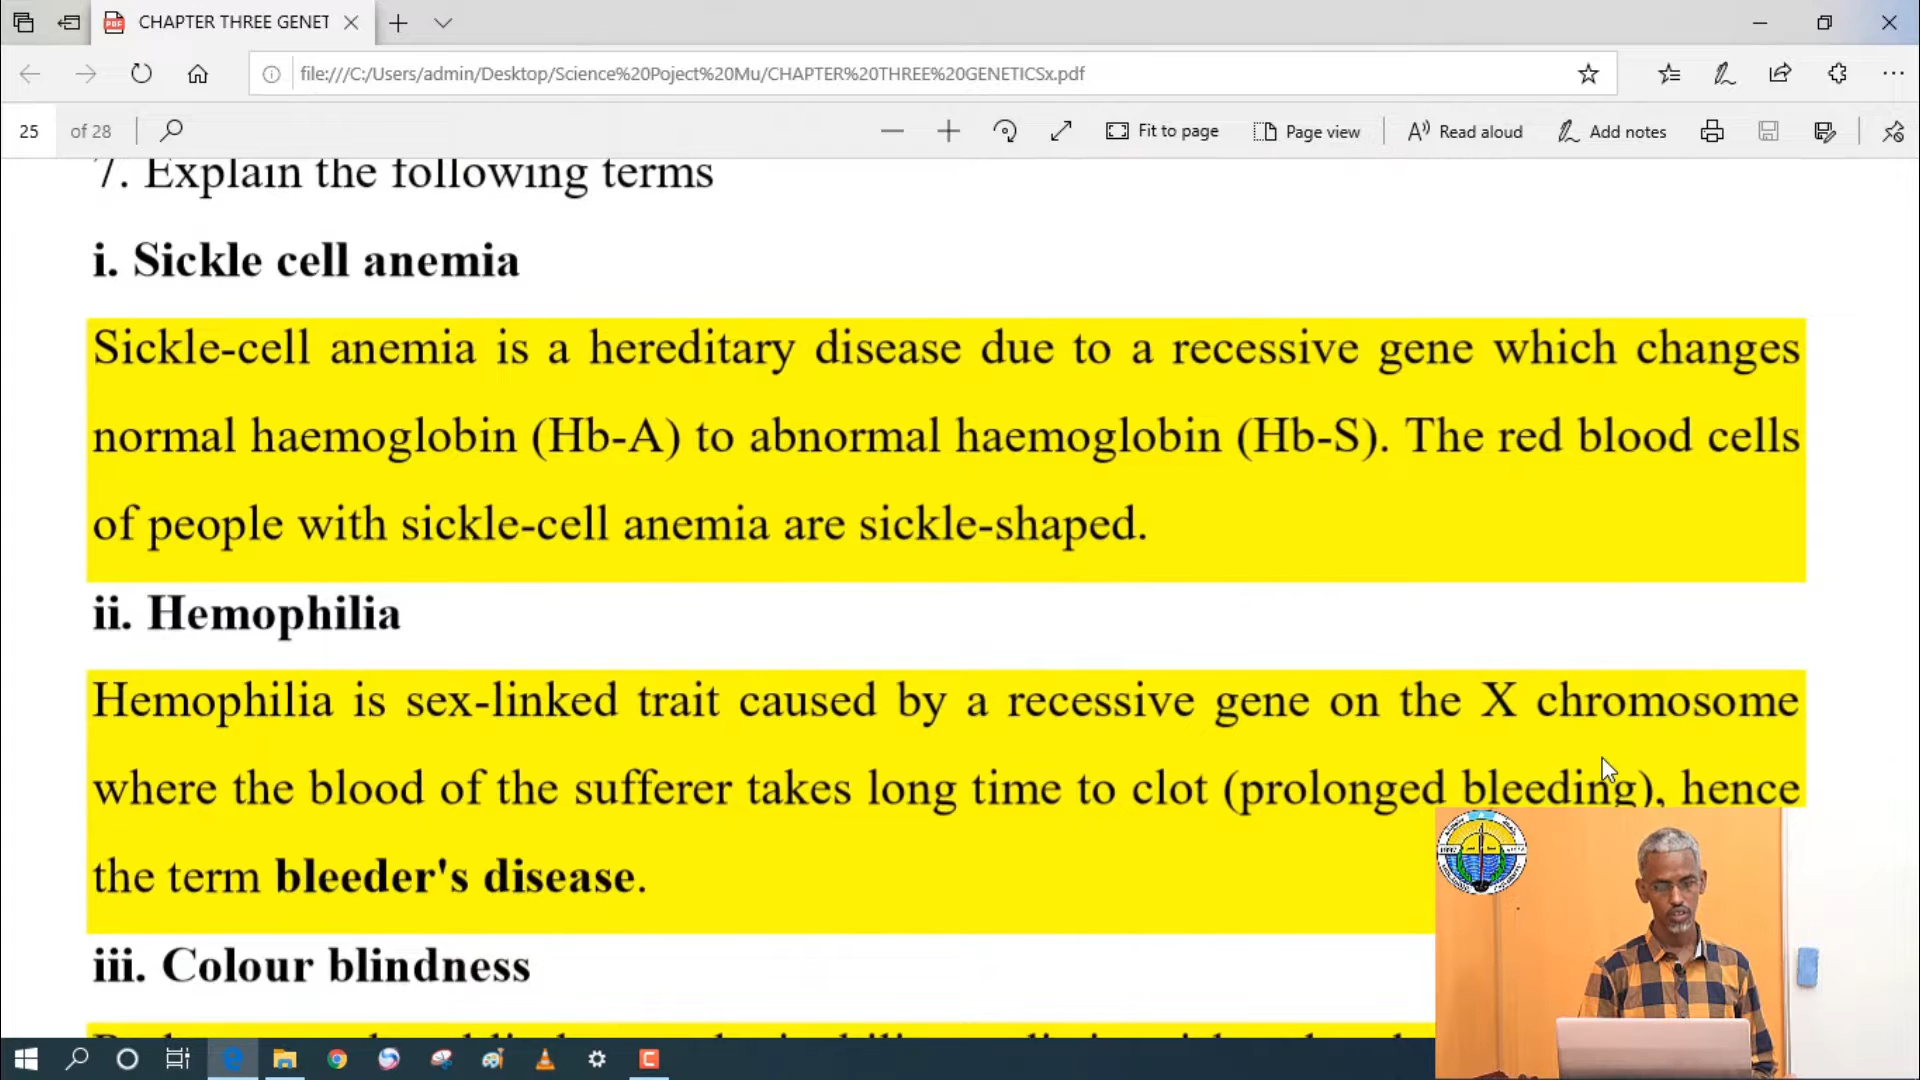 CHAPTER THREE GENET
file:///C:/Users/admin/Desktop/Science%20Poject%20Mu/CHAPTER%20THREE%20GENETICSx.pdf
25 of 28 Fit to page Page view Read aloud Add notes
7. Explain the following terms
i. Sickle cell anemia
Sickle-cell anemia is a hereditary disease due to a recessive gene which changes
normal haemoglobin (Hb-A) to abnormal haemoglobin (Hb-S). The red blood cells
of people with sickle-cell anemia are sickle-shaped.
ii. Hemophilia
Hemophilia is sex-linked trait caused by a recessive gene on the X chromosome
where the blood of the sufferer takes long time to clot (prolonged bleeding), hence
the term bleeder's disease.
iii. Colour blindness